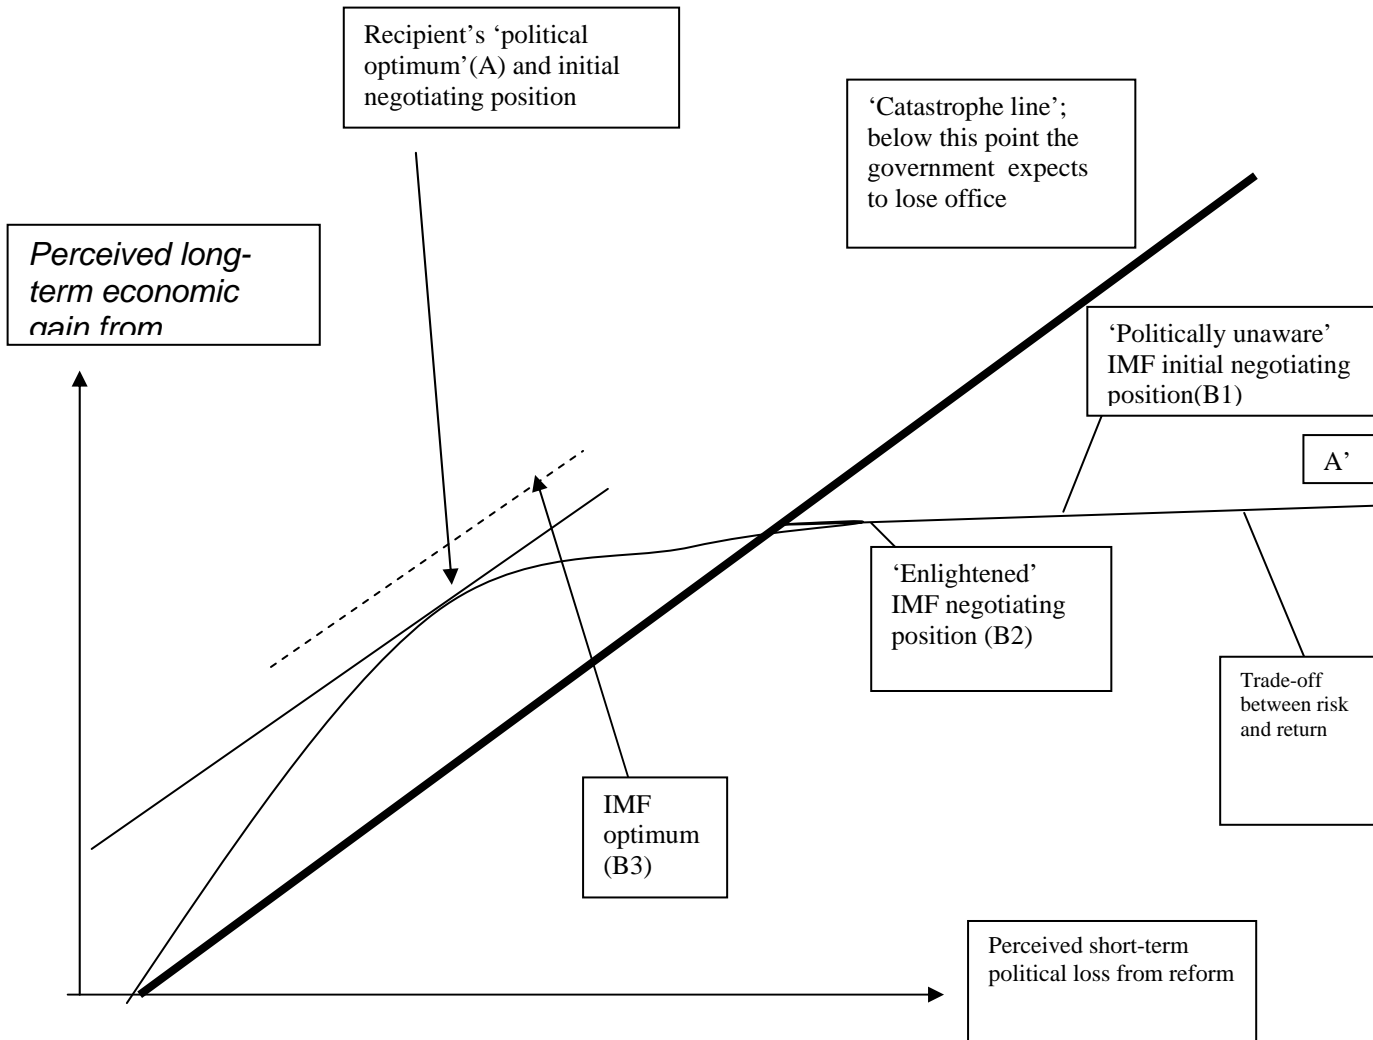 Recipient’s ‘political
optimum’(A) and initial
negotiating position
‘Catastrophe line’;
below this point the
government expects
to lose office
Perceived long-
term economic
gain from
‘Politically unaware’
IMF initial negotiating
position(B1)
A’
‘Enlightened’
IMF negotiating
position (B2)
Trade-off
between risk
and return
IMF
optimum
(B3)
Perceived short-term
political loss from reform